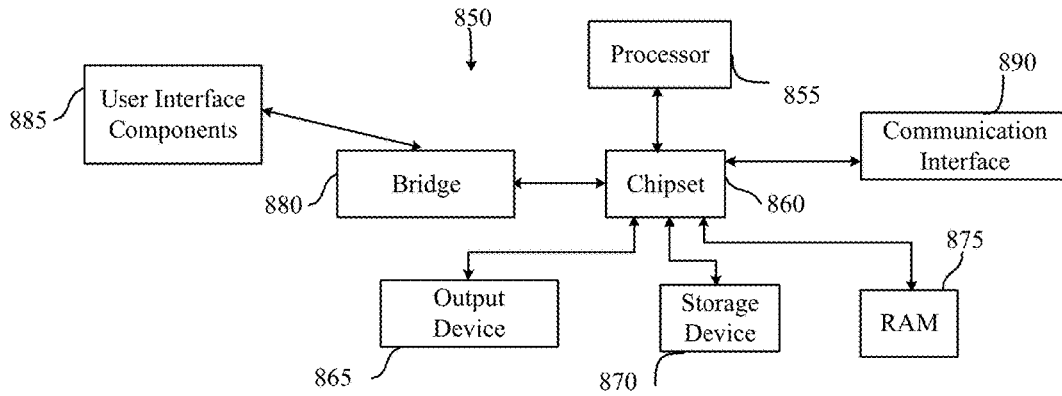 850
Processor
855
890
User Interface
Components
885
Communication
Interface
Bridge
880
Chipset
860
875
Output
Device
865
Storage
Device
870
RAM